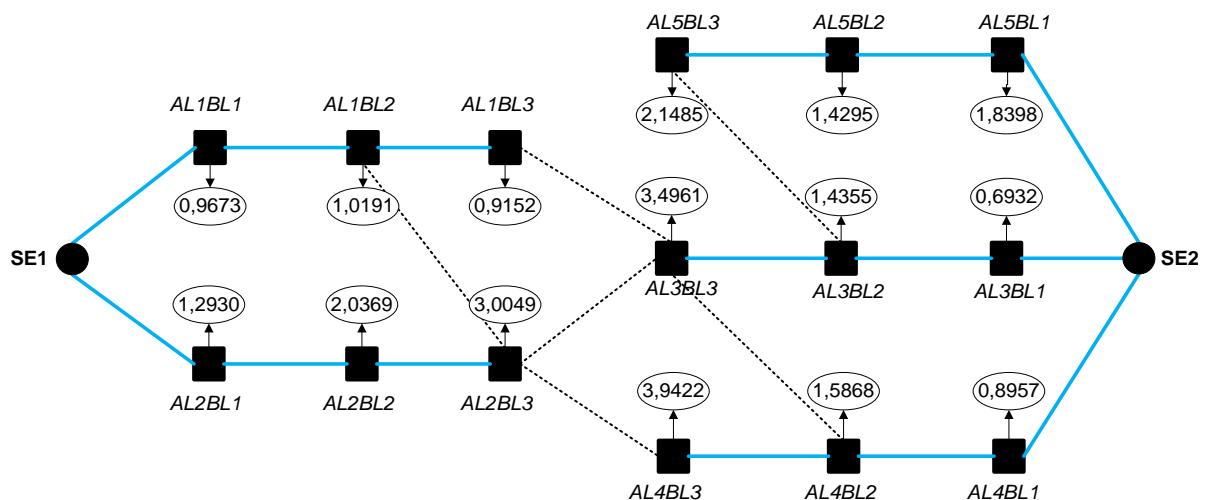 AL5BL3 AL5BL2 AL5BL1
2,1485 1,4295 1,8398
AL1BL1 AL1BL2 AL1BL3
0,9673 1,0191 0,9152
3,4961 1,4355 0,6932
SE1 SE2
AL3BL3 AL3BL2 AL3BL1
1,2930 2,0369 3,0049
AL2BL1 AL2BL2 AL2BL3
3,9422 1,5868 0,8957
AL4BL3 AL4BL2 AL4BL1